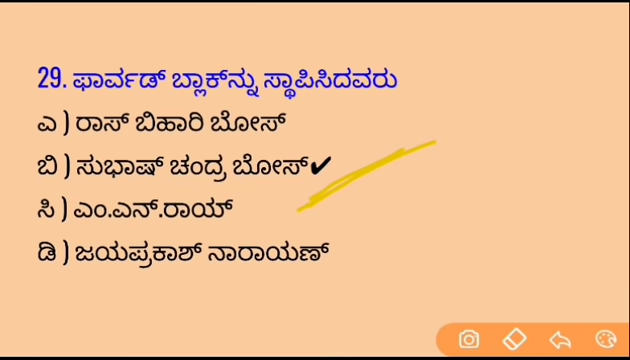 29. ಫಾರ್ವಡ್ ಬ್ಲಾಕ್‌ನ್ನು ಸ್ಥಾಪಿಸಿದವರು
ಎ ) ರಾಸ್ ಬಿಹಾರಿ ಬೋಸ್
ಬಿ ) ಸುಭಾಷ್ ಚಂದ್ರ ಬೋಸ್✔
ಸಿ ) ಎಂ.ಎನ್.ರಾಯ್
ಡಿ ) ಜಯಪ್ರಕಾಶ್ ನಾರಾಯಣ್